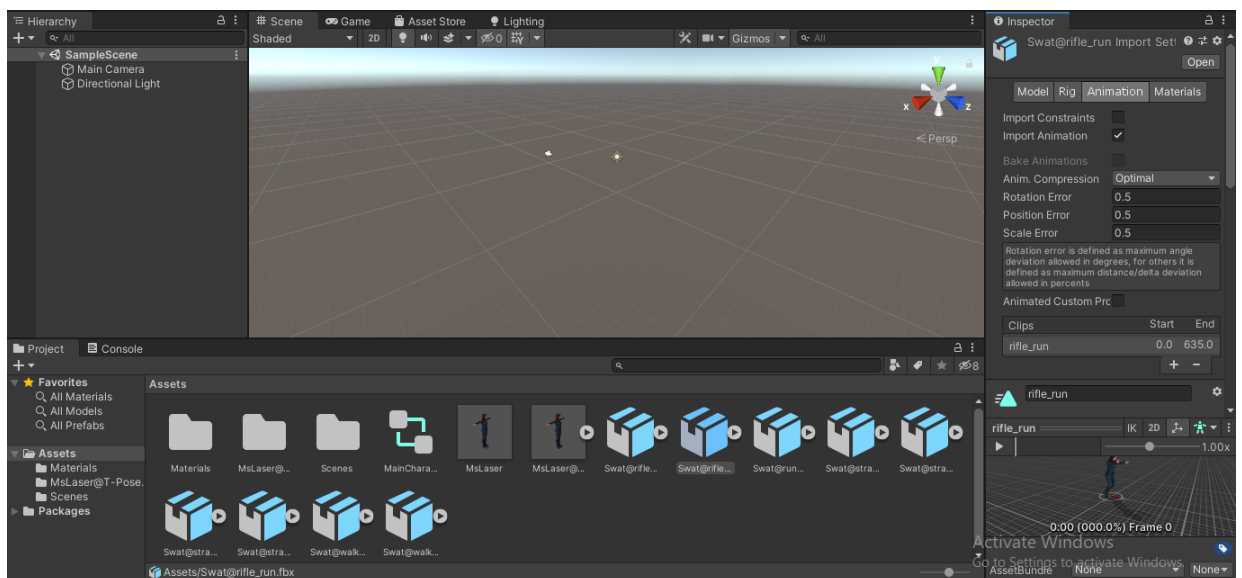 Hierarchy
All
SampleScene
Main Camera
Directional Light
Scene Game Asset Store Lighting
Shaded 2D 0 Gizmos All
y
x z
Persp
Inspector
Swat@rifle_run Import Sett
Open
Model Rig Animation Materials
Import Constraints
Import Animation
Bake Animations
Anim. Compression Optimal
Rotation Error 0.5
Position Error 0.5
Scale Error 0.5
Rotation error is defined as maximum angle
deviation allowed in degrees, for others it is
defined as maximum distance/delta deviation
allowed in percents
Animated Custom Prc
Clips Start End
rifle_run 0.0 635.0
+ -
rifle_run
rifle_run IK 2D
1.00x
0:00 (000.0%) Frame 0
AssetBundle None None
Project Console
8
Favorites
All Materials
All Models
All Prefabs
Assets
Materials
MsLaser@T-Pose.
Scenes
Packages
Assets
Materials MsLaser@... Scenes MainChara... MsLaser MsLaser@... Swat@rifle... Swat@rifle... Swat@run... Swat@stra... Swat@stra...
Swat@stra... Swat@stra... Swat@walk... Swat@walk...
Assets/Swat@rifle_run.fbx
Activate Windows
Go to Settings to activate Windows.